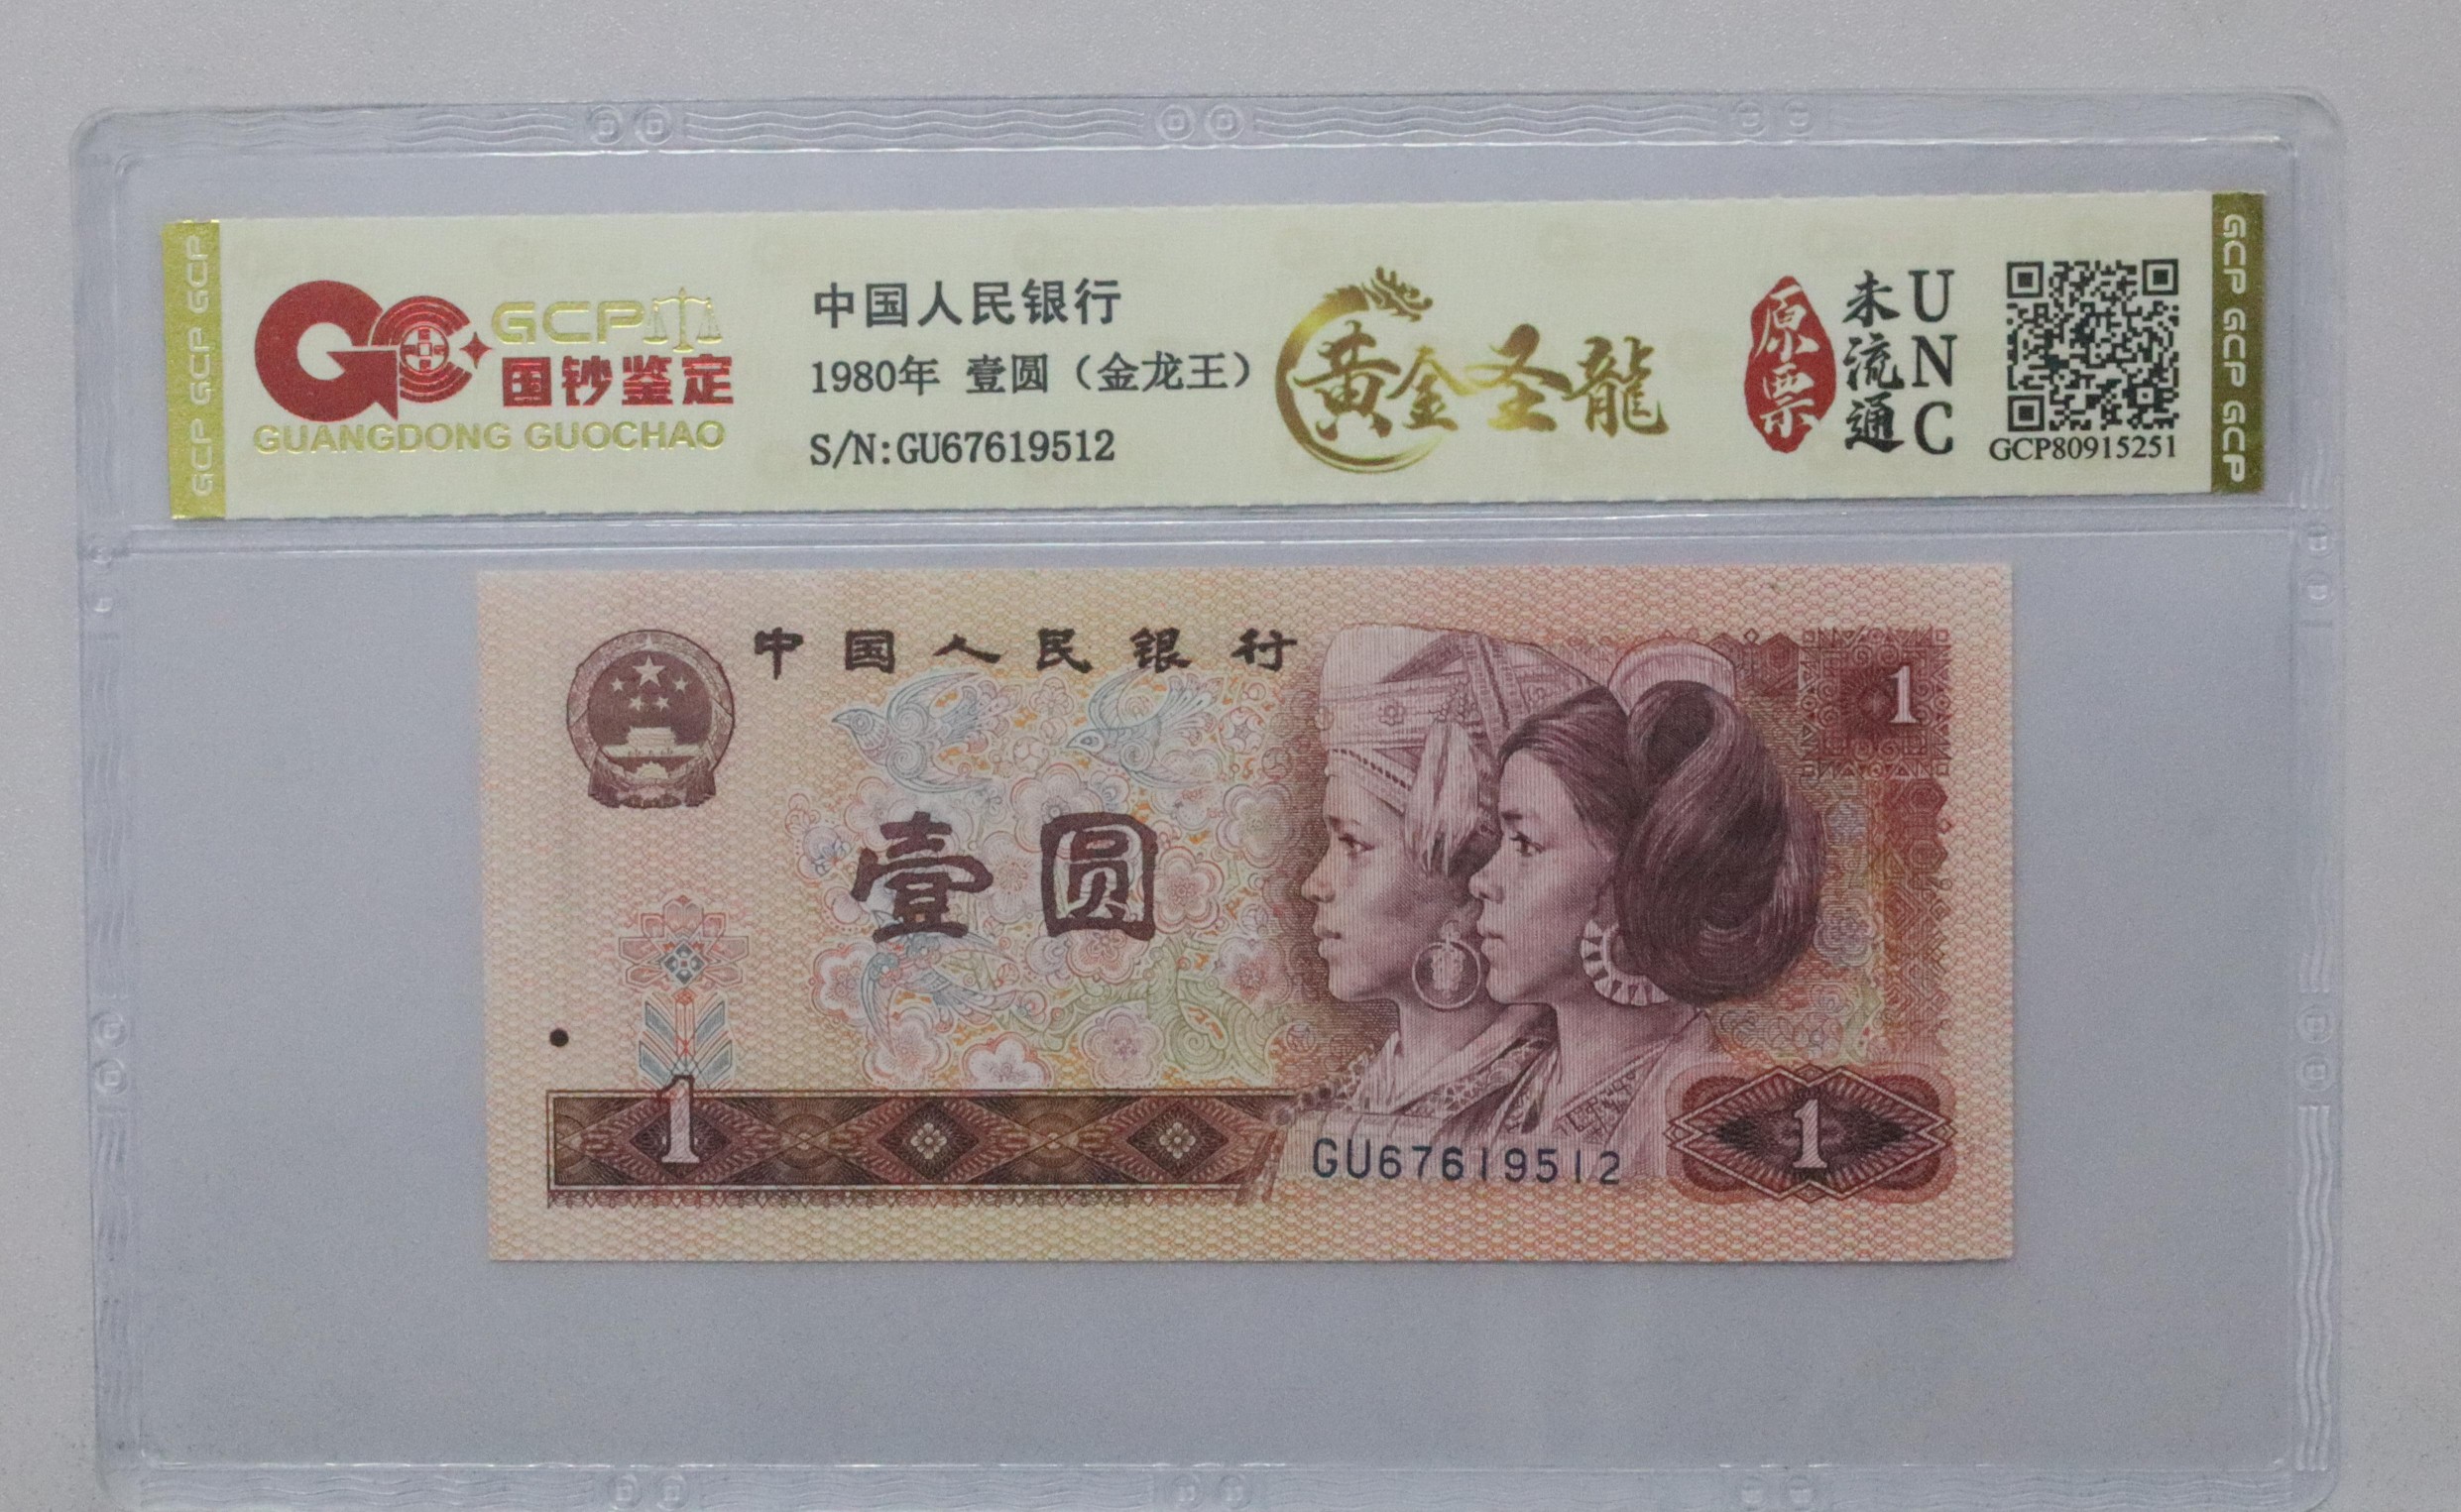 GCP GCP GCP
GCP
国钞鉴定
GUANGDONG GUOCHAO
中国人民银行
1980年 壹圆（金龙王）
S/N:GU67619512
黄金圣龍
原票
未流通
UNC
GCP80915251
GCP GCP GCP
中国人民银行
1
壹圆
1
GU67619512
1